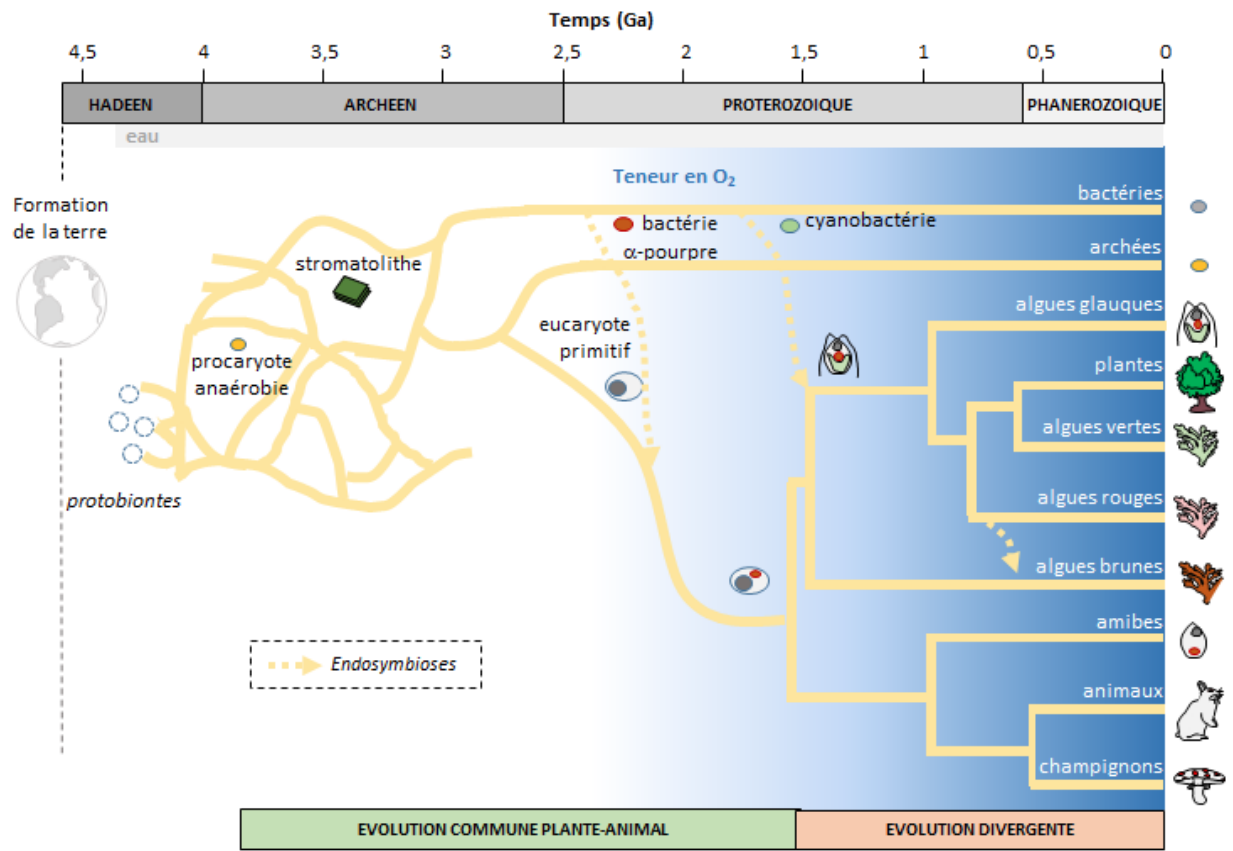 Temps (Ga)
4,5 4 3,5 3 2,5 2 1,5 1 0,5 0
HADEEN ARCHEEN PROTEROZOIQUE PHANEROZOIQUE
eau
Teneur en O₂
bactéries
Formation
de la terre
bactérie
α-pourpre
cyanobactérie
archées
stromatolithe
algues glauques
eucaryote
primitif
procaryote
anaérobie
plantes
algues vertes
protobiontes
algues rouges
algues brunes
amibes
Endosymbioses
animaux
champignons
EVOLUTION COMMUNE PLANTE-ANIMAL EVOLUTION DIVERGENTE